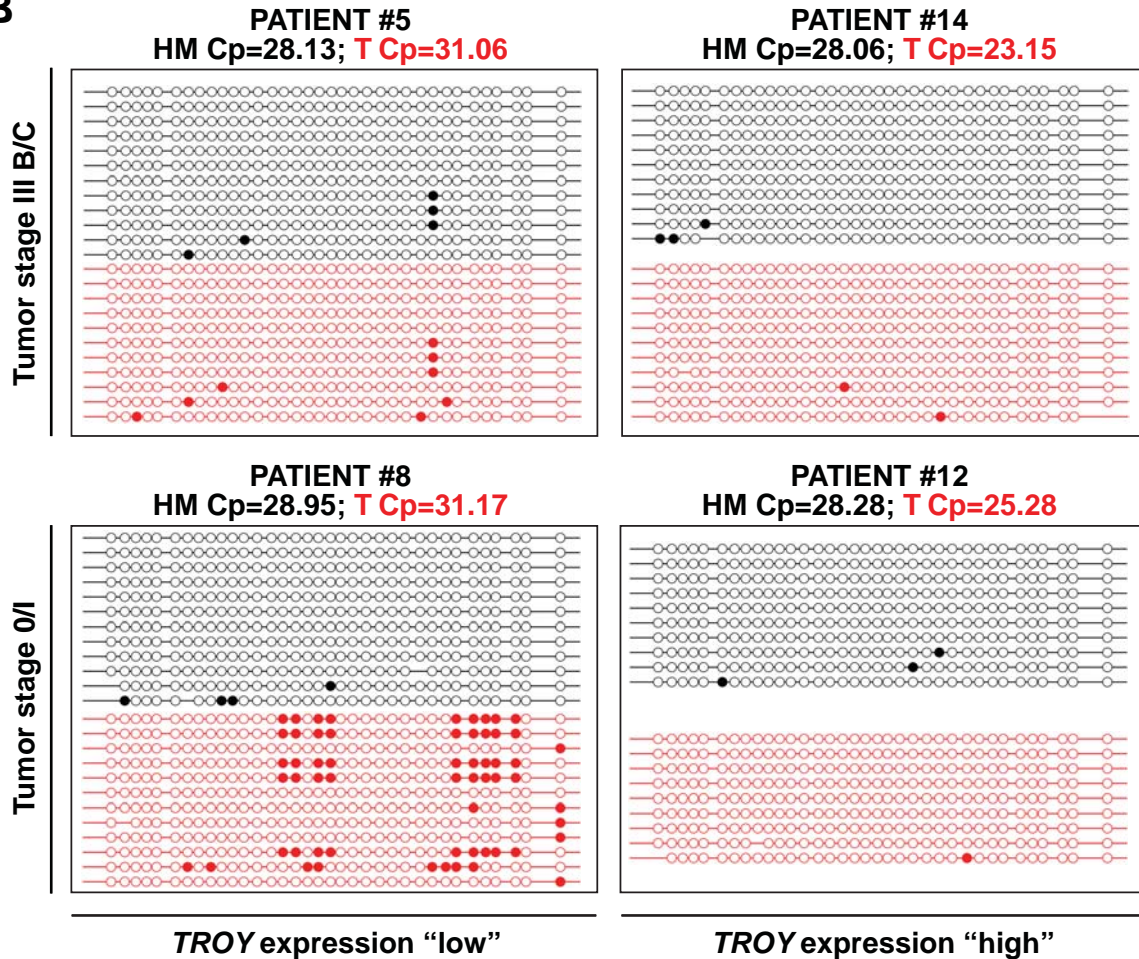 B
PATIENT #5
HM Cp=28.13; T Cp=31.06
PATIENT #14
HM Cp=28.06; T Cp=23.15
Tumor stage III B/C
PATIENT #8
HM Cp=28.95; T Cp=31.17
PATIENT #12
HM Cp=28.28; T Cp=25.28
Tumor stage 0/I
TROY expression “low”
TROY expression “high”